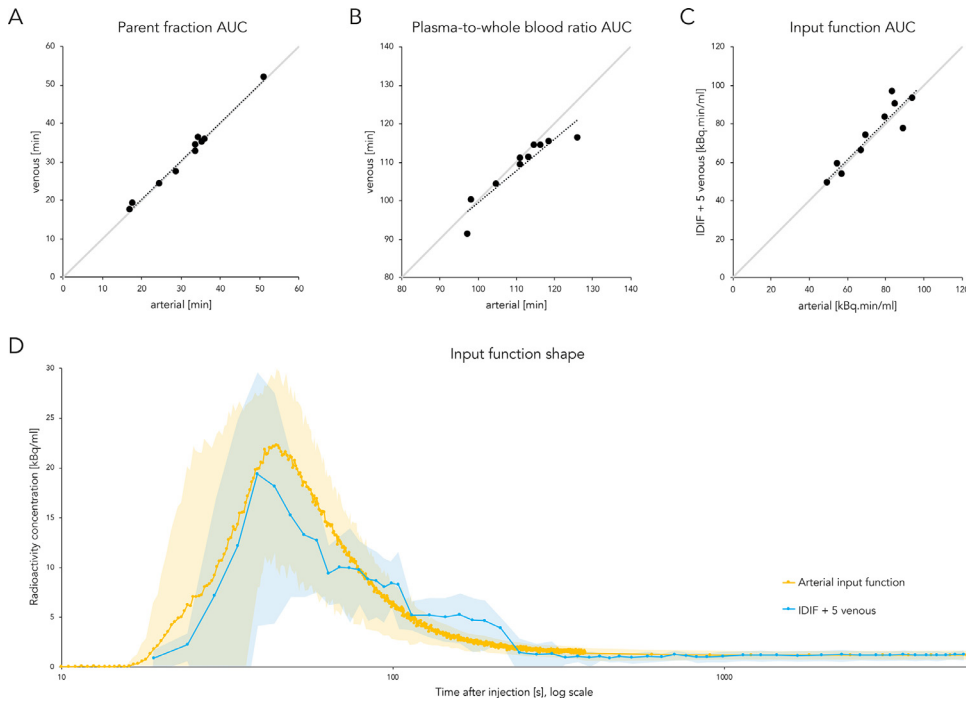 A
Parent fraction AUC
60
50
40
30
20
10
0
venous [min]
0 10 20 30 40 50 60
arterial [min]
B
Plasma-to-whole blood ratio AUC
140
130
120
110
100
90
80
venous [min]
80 90 100 110 120 130 140
arterial [min]
C
Input function AUC
120
100
80
60
40
20
0
IDIF + 5 venous [kBq.min/ml]
0 20 40 60 80 100 120
arterial [kBq.min/ml]
D
Input function shape
30
25
20
15
10
5
0
Radioactivity concentration [kBq/ml]
10 100 1000
Time after injection [s], log scale
Arterial input function
IDIF + 5 venous